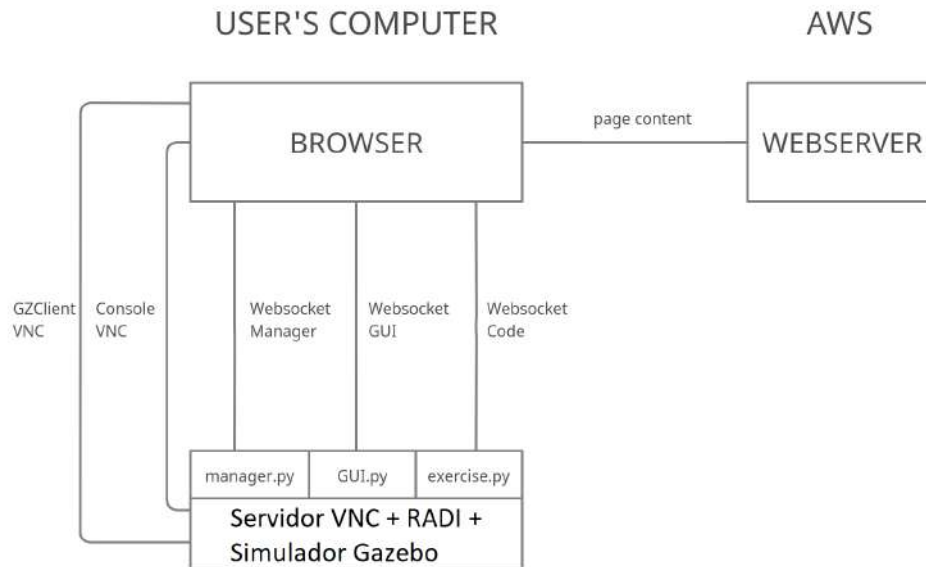 USER'S COMPUTER
AWS
BROWSER
page content
WEBSERVER
GZClient
VNC
Console
VNC
Websocket
Manager
Websocket
GUI
Websocket
Code
manager.py
GUI.py
exercise.py
Servidor VNC + RADI +
Simulador Gazebo